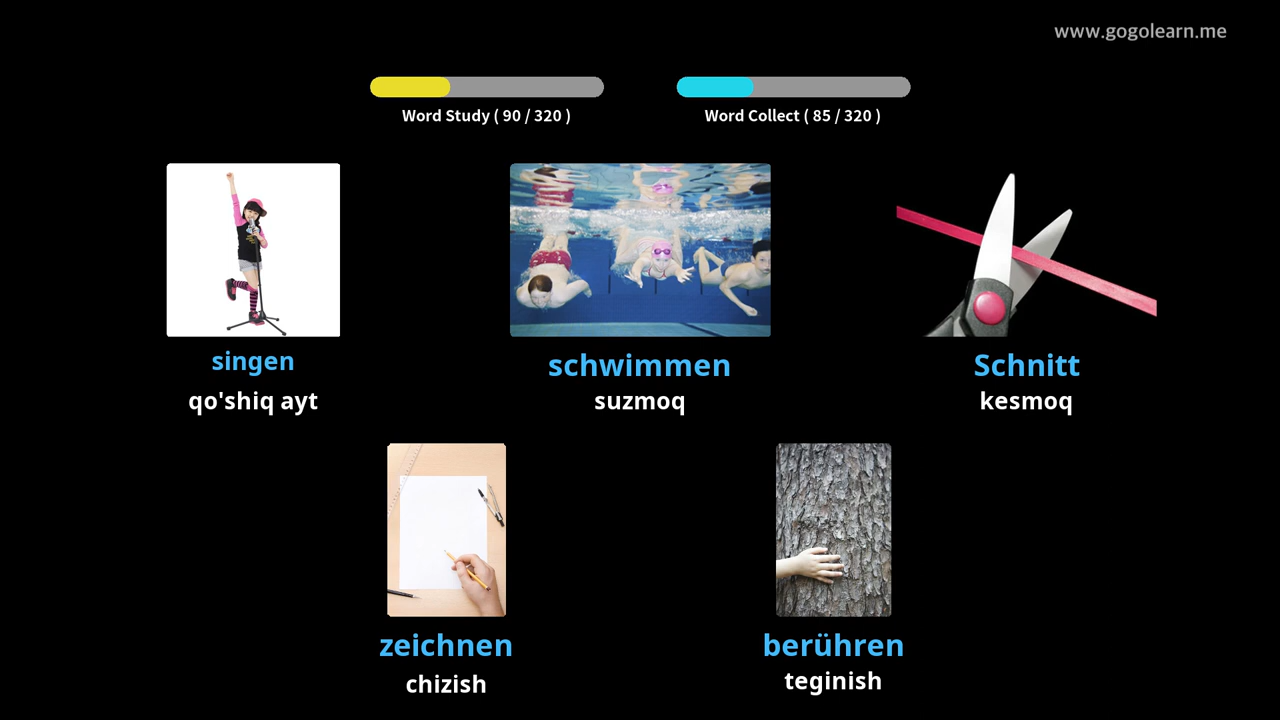 www.gogolearn.me
Word Study ( 90 / 320 )
Word Collect ( 85 / 320 )
singen
qo'shiq ayt
schwimmen
suzmoq
Schnitt
kesmoq
zeichnen
chizish
berühren
teginish